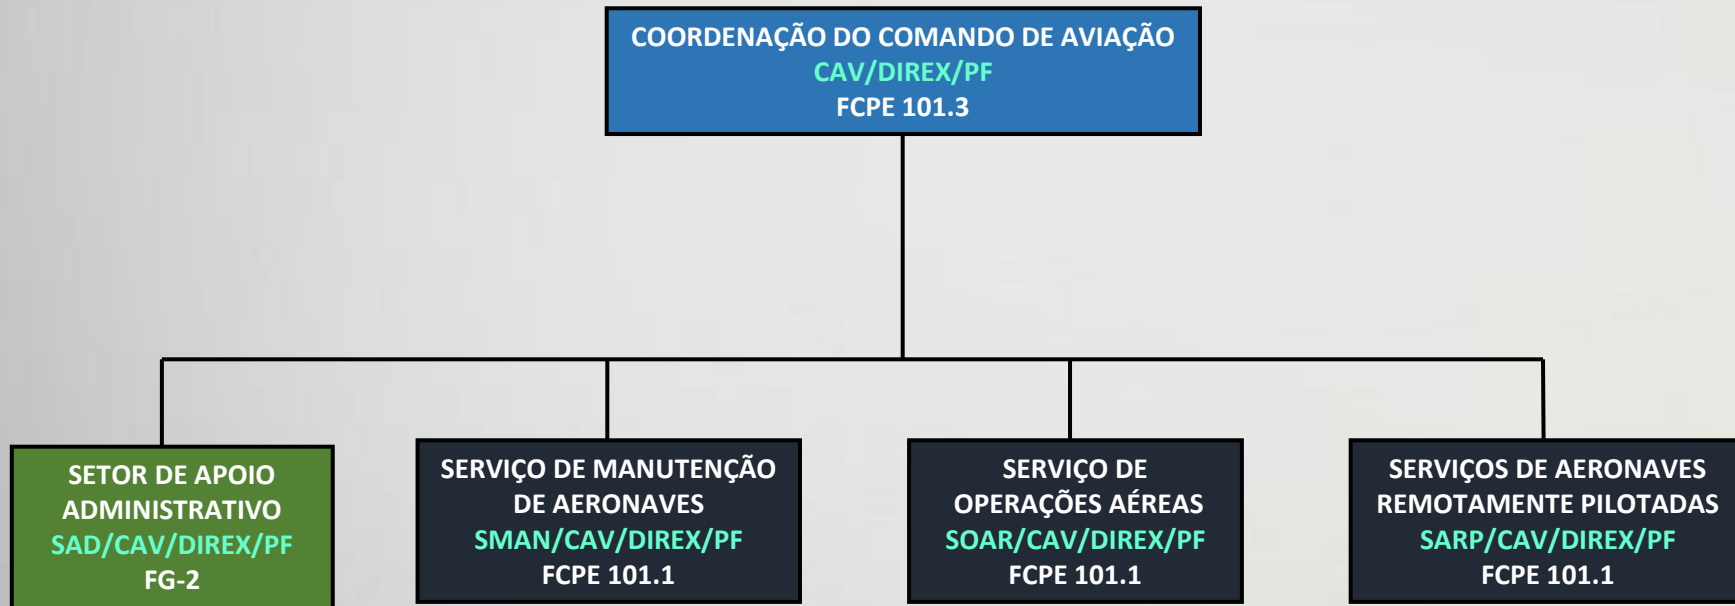 COORDENAÇÃO DO COMANDO DE AVIAÇÃO
CAV/DIREX/PF
FCPE 101.3
SETOR DE APOIO
ADMINISTRATIVO
SAD/CAV/DIREX/PF
FG-2
SERVIÇO DE MANUTENÇÃO
DE AERONAVES
SMAN/CAV/DIREX/PF
FCPE 101.1
SERVIÇO DE
OPERAÇÕES AÉREAS
SOAR/CAV/DIREX/PF
FCPE 101.1
SERVIÇOS DE AERONAVES
REMOTAMENTE PILOTADAS
SARP/CAV/DIREX/PF
FCPE 101.1